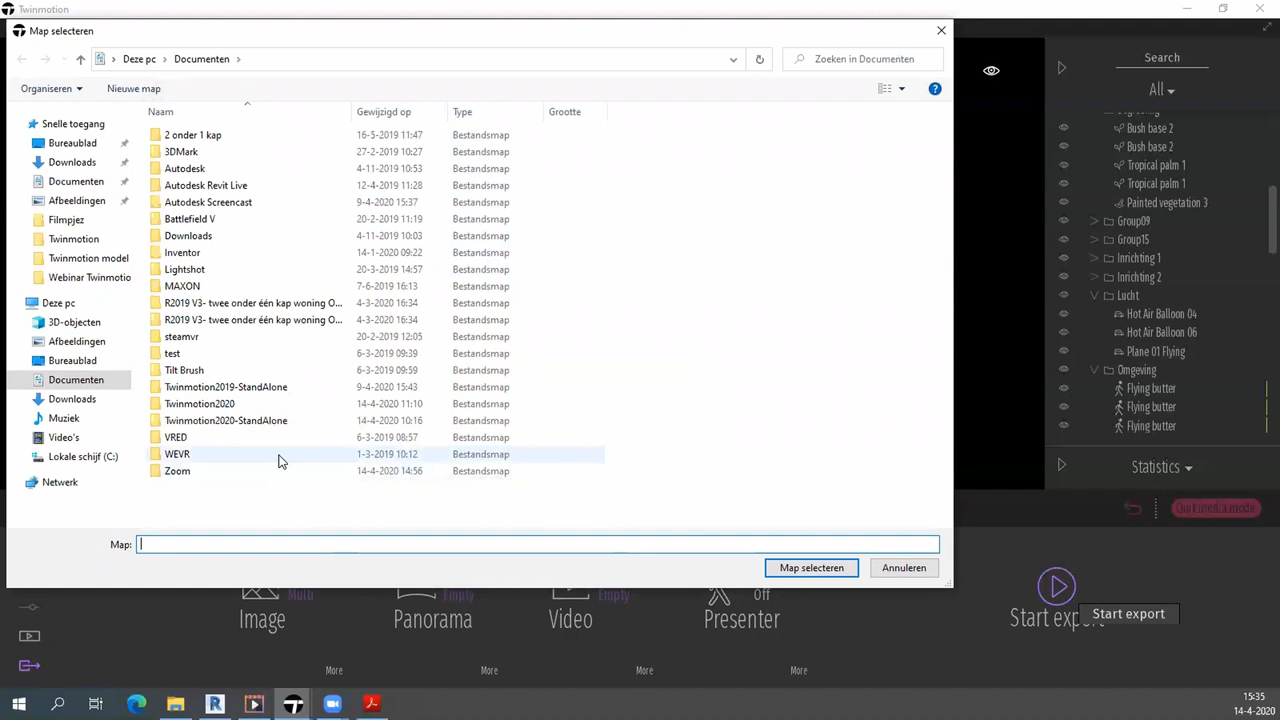 Twinmotion
Map selecteren
Deze pc
Documenten
Zoeken in Documenten
Organiseren
Nieuwe map
Naam
Gewijzigd op
Type
Grootte
Snelle toegang
Bureaublad
Downloads
Documenten
Afbeeldingen
Filmpjez
Twinmotion
Twinmotion model
Webinar Twinmotio
Deze pc
3D-objecten
Afbeeldingen
Bureaublad
Documenten
Downloads
Muziek
Video's
Lokale schijf (C:)
Netwerk
2 onder 1 kap 16-5-2019 11:47 Bestandsmap
3DMark 27-2-2019 10:27 Bestandsmap
Autodesk 4-11-2019 10:53 Bestandsmap
Autodesk Revit Live 12-4-2019 11:28 Bestandsmap
Autodesk Screencast 9-4-2020 15:37 Bestandsmap
Battlefield V 20-2-2019 11:19 Bestandsmap
Downloads 4-11-2019 10:03 Bestandsmap
Inventor 14-1-2020 09:22 Bestandsmap
Lightshot 20-3-2019 14:57 Bestandsmap
MAXON 7-6-2019 16:13 Bestandsmap
R2019 V3- twee onder één kap woning O... 4-3-2020 16:34 Bestandsmap
R2019 V3- twee onder één kap woning O... 4-3-2020 16:34 Bestandsmap
steamvr 20-2-2019 12:05 Bestandsmap
test 6-3-2019 09:39 Bestandsmap
Tilt Brush 6-3-2019 09:59 Bestandsmap
Twinmotion2019-StandAlone 9-4-2020 15:43 Bestandsmap
Twinmotion2020 14-4-2020 11:10 Bestandsmap
Twinmotion2020-StandAlone 14-4-2020 10:16 Bestandsmap
VRED 6-3-2019 08:57 Bestandsmap
WEVR 1-3-2019 10:12 Bestandsmap
Zoom 14-4-2020 14:56 Bestandsmap
Map:
Map selecteren
Annuleren
Search
All
Bush base 2
Bush base 2
Tropical palm 1
Tropical palm 1
Painted vegetation 3
Group09
Group15
Inrichting 1
Inrichting 2
Lucht
Hot Air Balloon 04
Hot Air Balloon 06
Plane 01 Flying
Omgeving
Flying butter
Flying butter
Flying butter
Statistics
Quit media mode
Multi
Empty
Empty
Off
Image
Panorama
Video
Presenter
Start export
Start export
More
More
More
More
15:35
14-4-2020